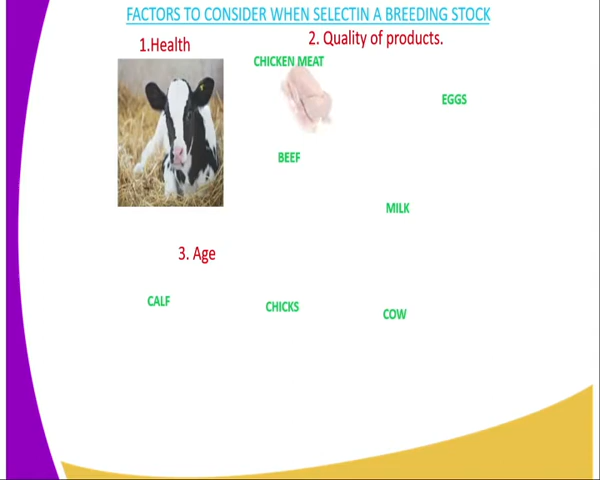 FACTORS TO CONSIDER WHEN SELECTIN A BREEDING STOCK
1.Health
2. Quality of products.
CHICKEN MEAT
EGGS
BEEF
MILK
3. Age
CALF
CHICKS
COW